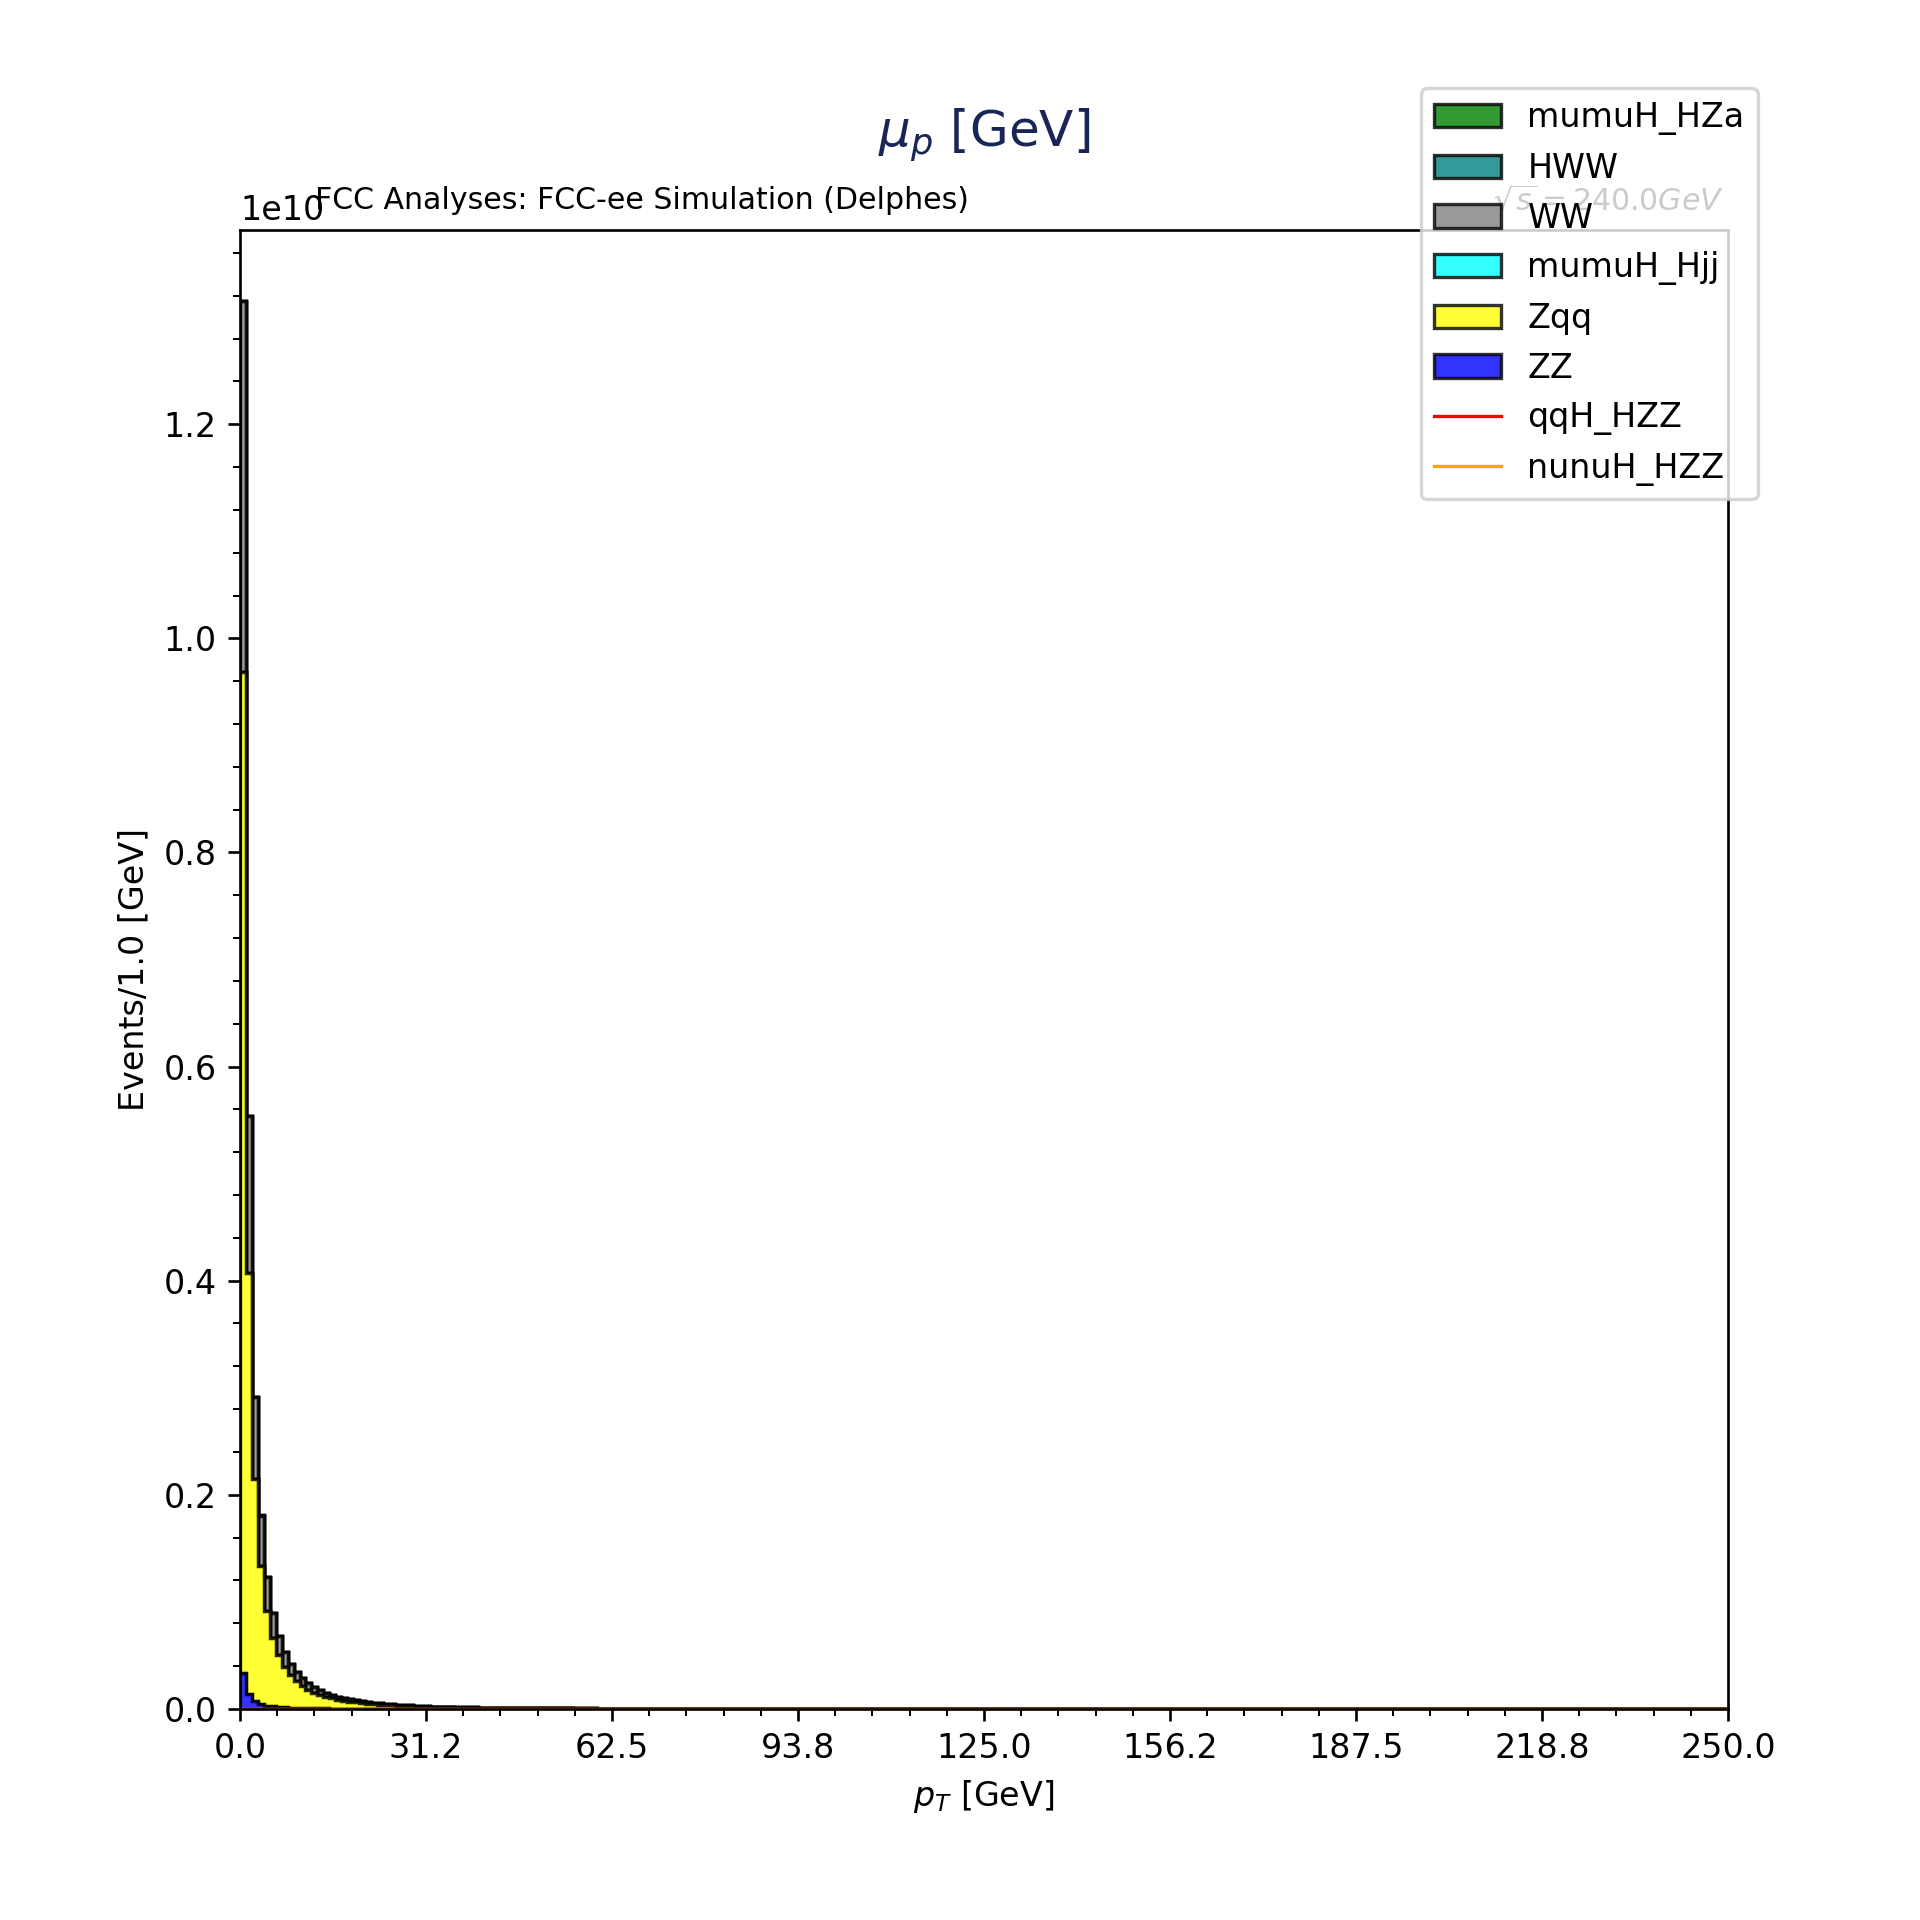 μp [GeV]
1e10
FCC Analyses: FCC-ee Simulation (Delphes)
√s = 240.0GeV
mumuH_HZa
HWW
WW
mumuH_Hjj
Zqq
ZZ
qqH_HZZ
nunuH_HZZ
Events/1.0 [GeV]
1.2
1.0
0.8
0.6
0.4
0.2
0.0
0.0 31.2 62.5 93.8 125.0 156.2 187.5 218.8 250.0
pT [GeV]